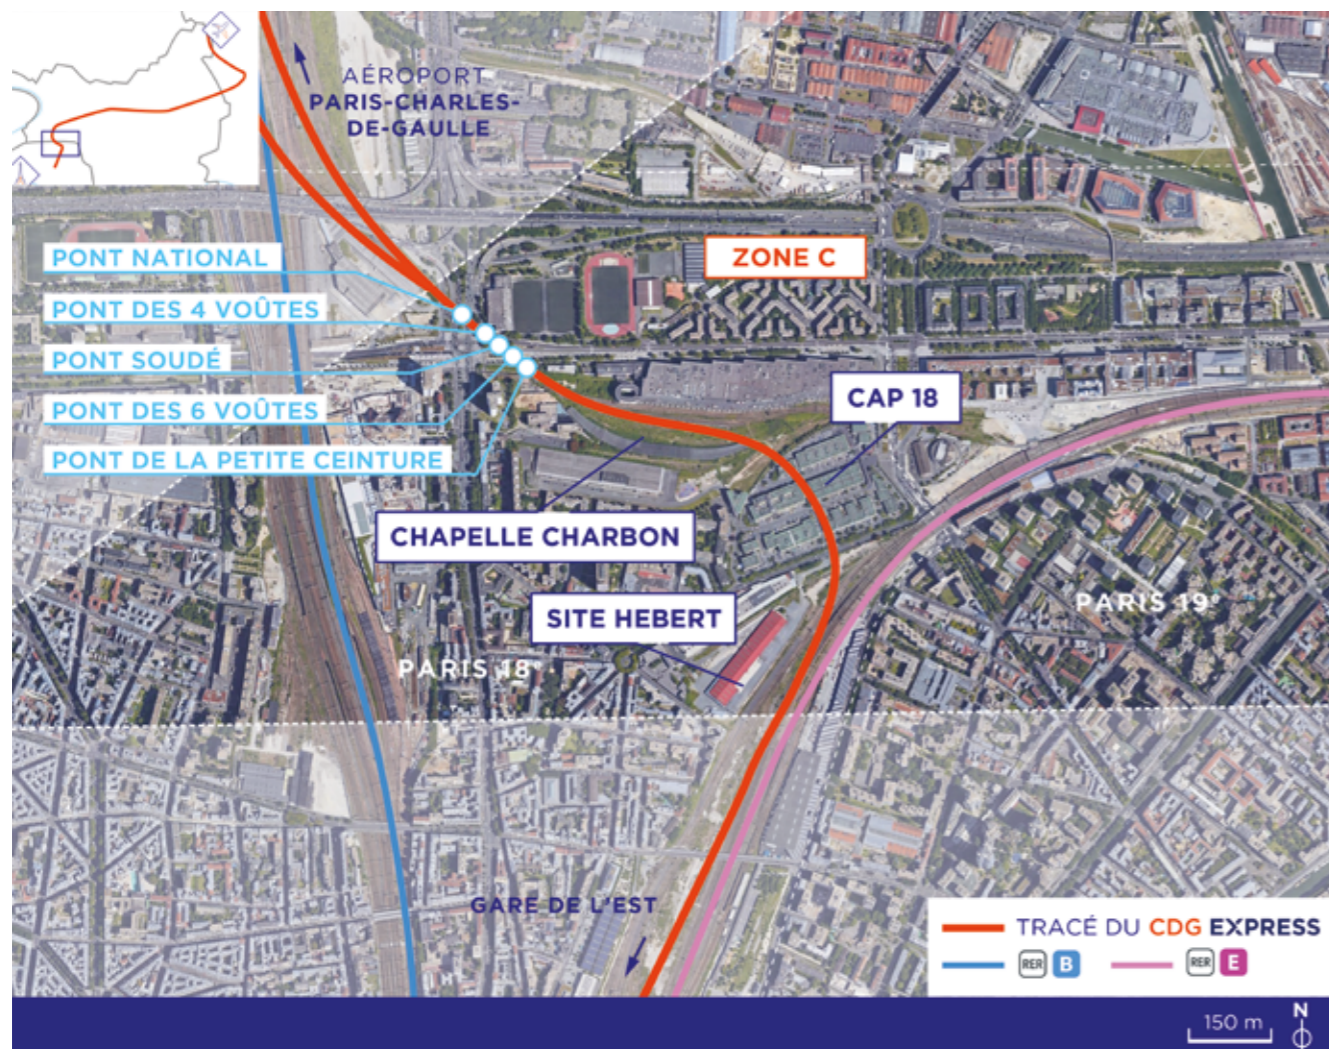 AÉROPORT
PARIS-CHARLES-
DE-GAULLE
PONT NATIONAL
PONT DES 4 VOÛTES
PONT SOUDÉ
PONT DES 6 VOÛTES
PONT DE LA PETITE CEINTURE
ZONE C
CAP 18
CHAPELLE CHARBON
SITE HEBERT
PARIS 18e
PARIS 19e
GARE DE L'EST
TRACÉ DU CDG EXPRESS
RER B RER E
150 m
N